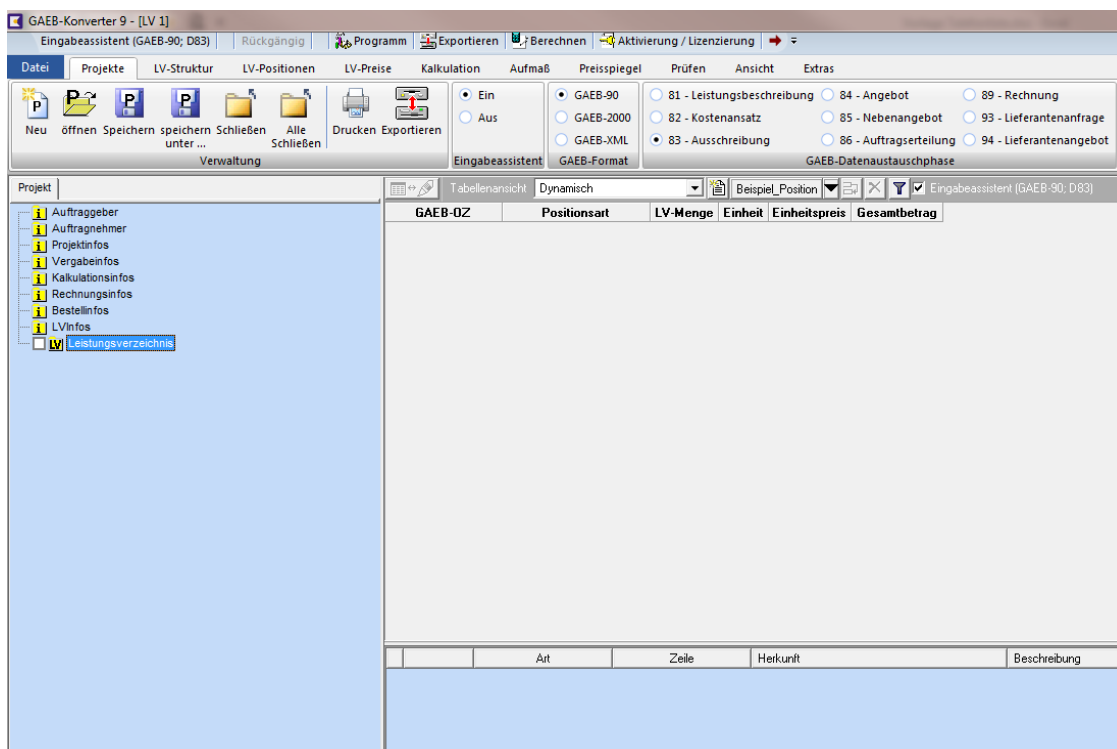 GAEB-Konverter 9 - [LV 1]
Eingabeassistent (GAEB-90; D83) Rückgängig Programm Exportieren Berechnen Aktivierung / Lizenzierung
Datei Projekte LV-Struktur LV-Positionen LV-Preise Kalkulation Aufmaß Preisspiegel Prüfen Ansicht Extras
Ein GAEB-90 81 - Leistungsbeschreibung 84 - Angebot 89 - Rechnung
Aus GAEB-2000 82 - Kostenansatz 85 - Nebenangebot 93 - Lieferantenanfrage
Neu öffnen Speichern speichern Schließen Alle Drucken Exportieren
unter ... Schließen GAEB-XML 83 - Ausschreibung 86 - Auftragserteilung 94 - Lieferantenangebot
Verwaltung Eingabeassistent GAEB-Format GAEB-Datenaustauschphase
Projekt Tabellenansicht Dynamisch Beispiel_Position Eingabeassistent (GAEB-90; D83)
GAEB-OZ Positionsart LV-Menge Einheit Einheitspreis Gesamtbetrag
Auftraggeber
Auftragnehmer
Projektinfos
Vergabeinfos
Kalkulationsinfos
Rechnungsinfos
Bestellinfos
LVInfos
LV Leistungsverzeichnis
Art Zeile Herkunft Beschreibung